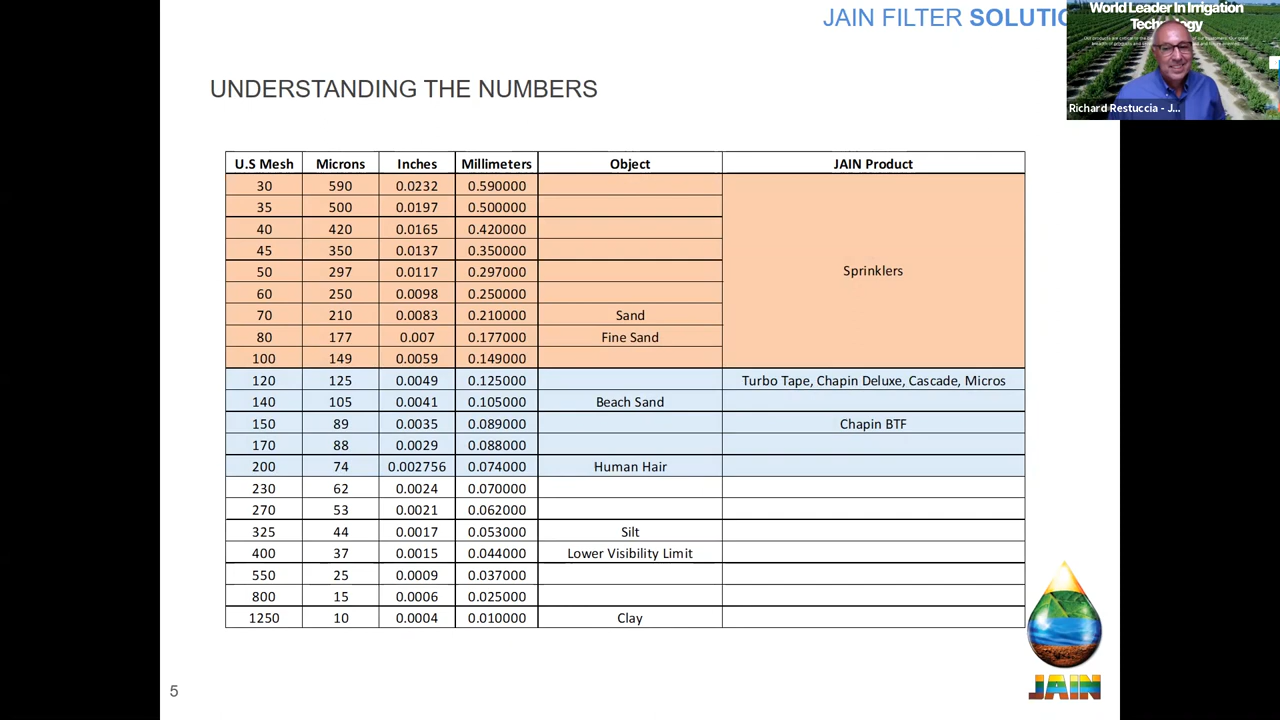 JAIN FILTER SOLUTIO
World Leader In Irrigation
Technology
Richard Restuccia - J...
UNDERSTANDING THE NUMBERS
U.S Mesh Microns Inches Millimeters Object JAIN Product
30 590 0.0232 0.590000
35 500 0.0197 0.500000
40 420 0.0165 0.420000
45 350 0.0137 0.350000
50 297 0.0117 0.297000 Sprinklers
60 250 0.0098 0.250000
70 210 0.0083 0.210000 Sand
80 177 0.007 0.177000 Fine Sand
100 149 0.0059 0.149000
120 125 0.0049 0.125000 Turbo Tape, Chapin Deluxe, Cascade, Micros
140 105 0.0041 0.105000 Beach Sand
150 89 0.0035 0.089000 Chapin BTF
170 88 0.0029 0.088000
200 74 0.002756 0.074000 Human Hair
230 62 0.0024 0.070000
270 53 0.0021 0.062000
325 44 0.0017 0.053000 Silt
400 37 0.0015 0.044000 Lower Visibility Limit
550 25 0.0009 0.037000
800 15 0.0006 0.025000
1250 10 0.0004 0.010000 Clay
JAIN
5